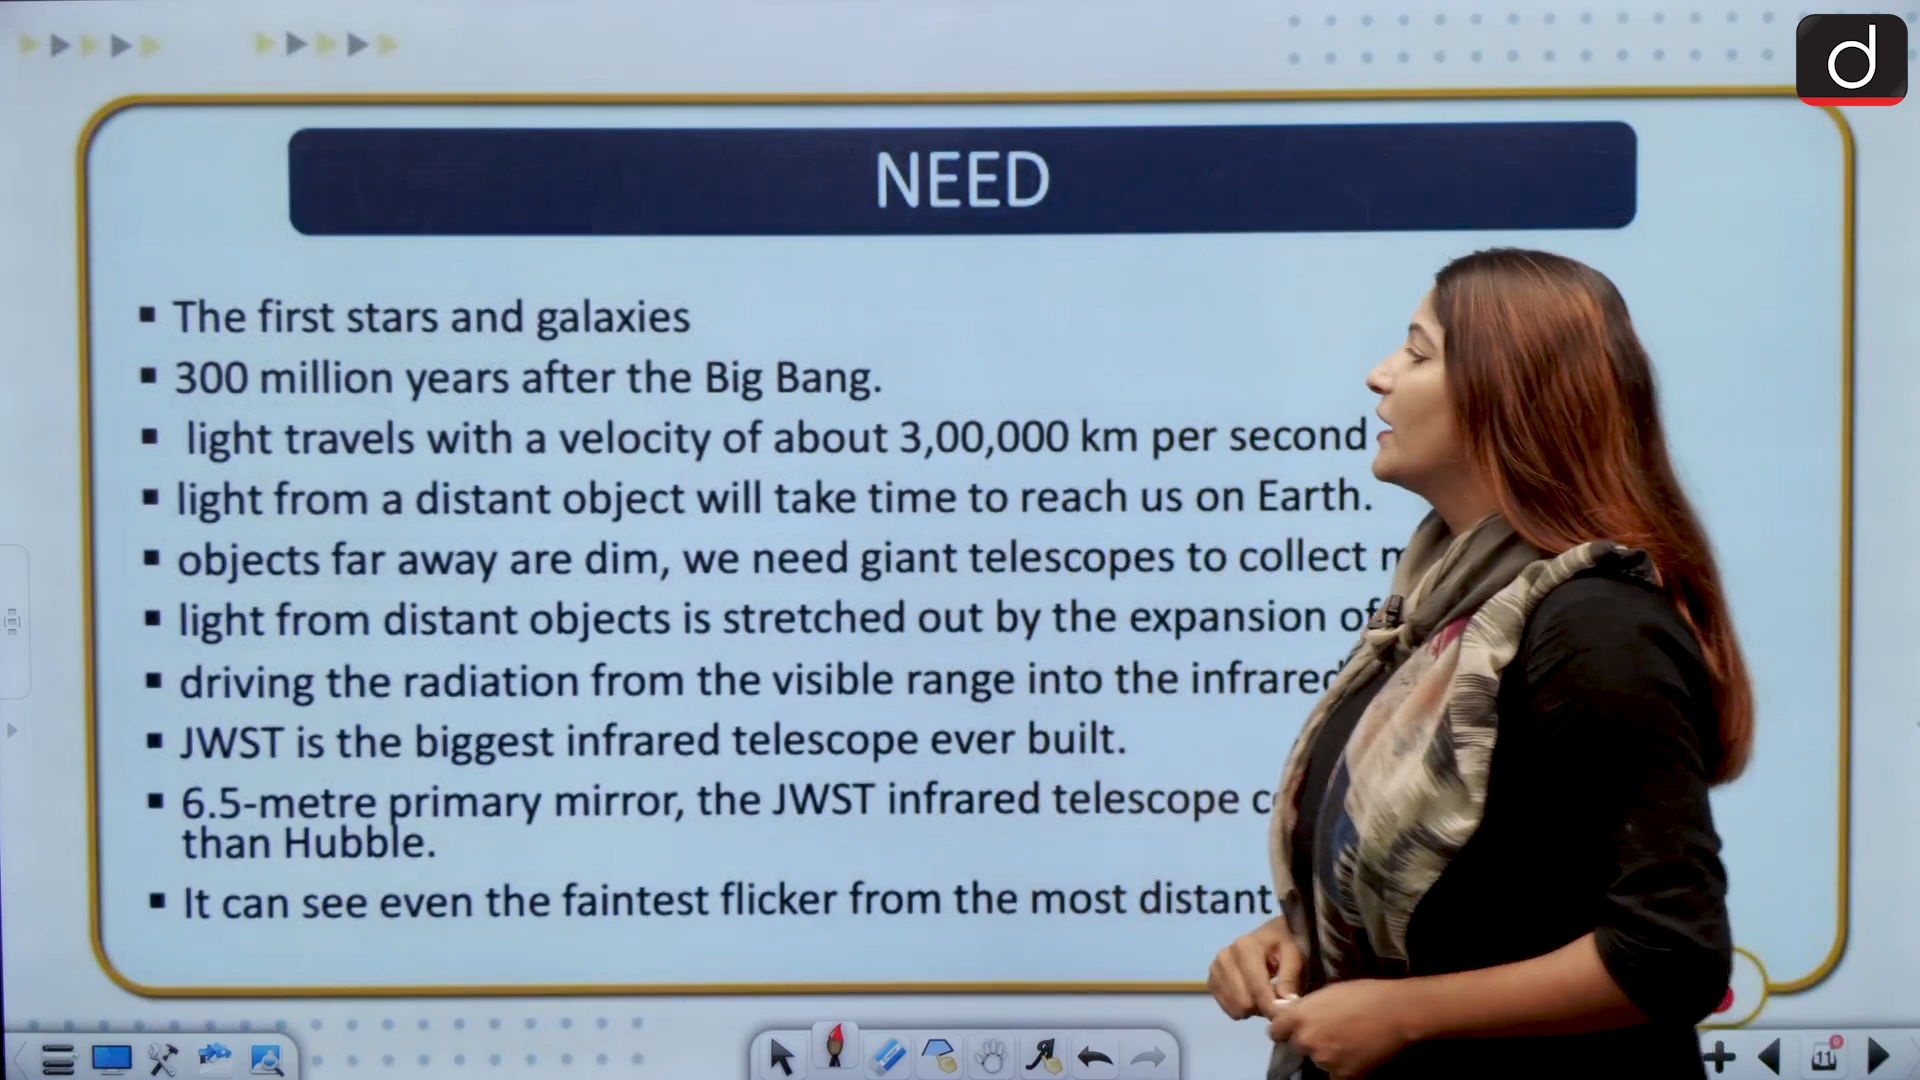 d
NEED
The first stars and galaxies
300 million years after the Big Bang.
light travels with a velocity of about 3,00,000 km per second
light from a distant object will take time to reach us on Earth.
objects far away are dim, we need giant telescopes to collect
light from distant objects is stretched out by the expansion of
driving the radiation from the visible range into the infrared
JWST is the biggest infrared telescope ever built.
6.5-metre primary mirror, the JWST infrared telescope
than Hubble.
It can see even the faintest flicker from the most distant
11